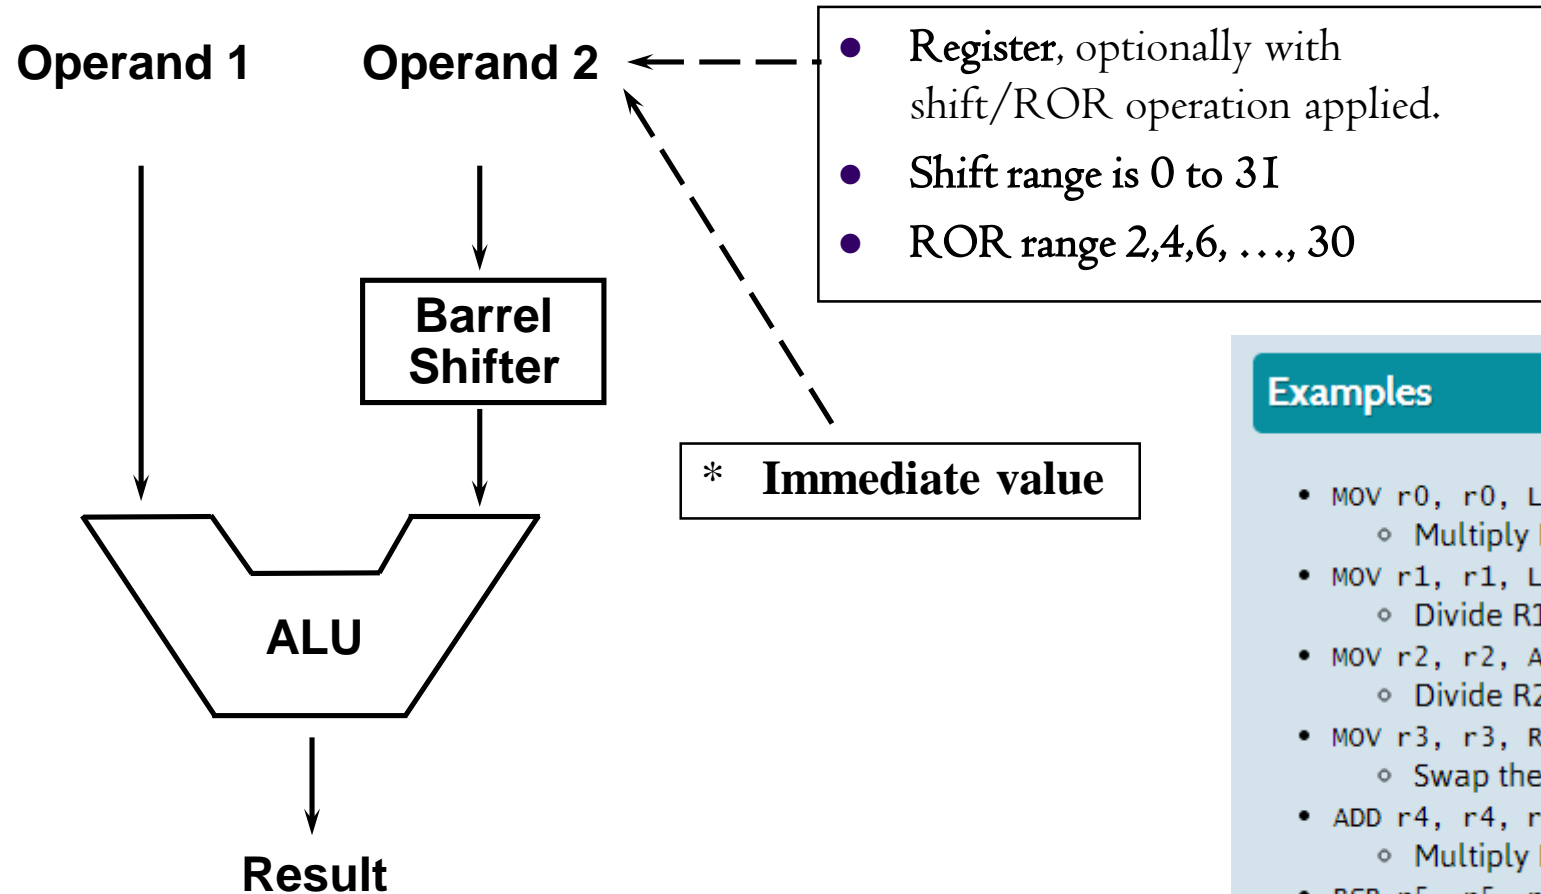 Operand 1
Operand 2
• Register, optionally with
shift/ROR operation applied.
• Shift range is 0 to 31
• ROR range 2,4,6, ..., 30
Barrel
Shifter
* Immediate value
ALU
Result
Examples
• MOV r0, r0, L
◦ Multiply
• MOV r1, r1, L
◦ Divide R1
• MOV r2, r2, A
◦ Divide R2
• MOV r3, r3, R
◦ Swap the
• ADD r4, r4, r
◦ Multiply